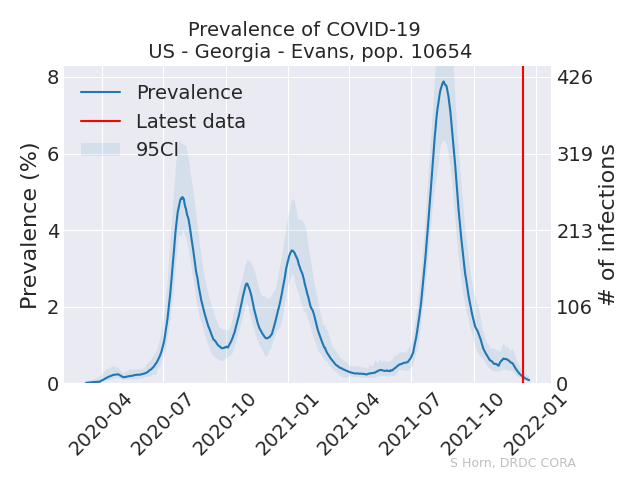 Prevalence of COVID-19
US - Georgia - Evans, pop. 10654
Prevalence
Latest data
95CI
Prevalence (%)
8
6
4
2
0
# of infections
426
319
213
106
0
2020-04
2020-07
2020-10
2021-01
2021-04
2021-07
2021-10
2022-01
S Horn, DRDC CORA